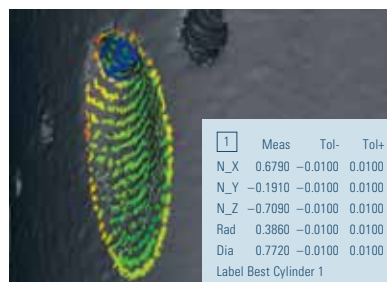 1 Meas Tol- Tol+
N_X 0.6790 –0.0100 0.0100
N_Y –0.1910 –0.0100 0.0100
N_Z –0.7090 –0.0100 0.0100
Rad 0.3860 –0.0100 0.0100
Dia 0.7720 –0.0100 0.0100
Label Best Cylinder 1